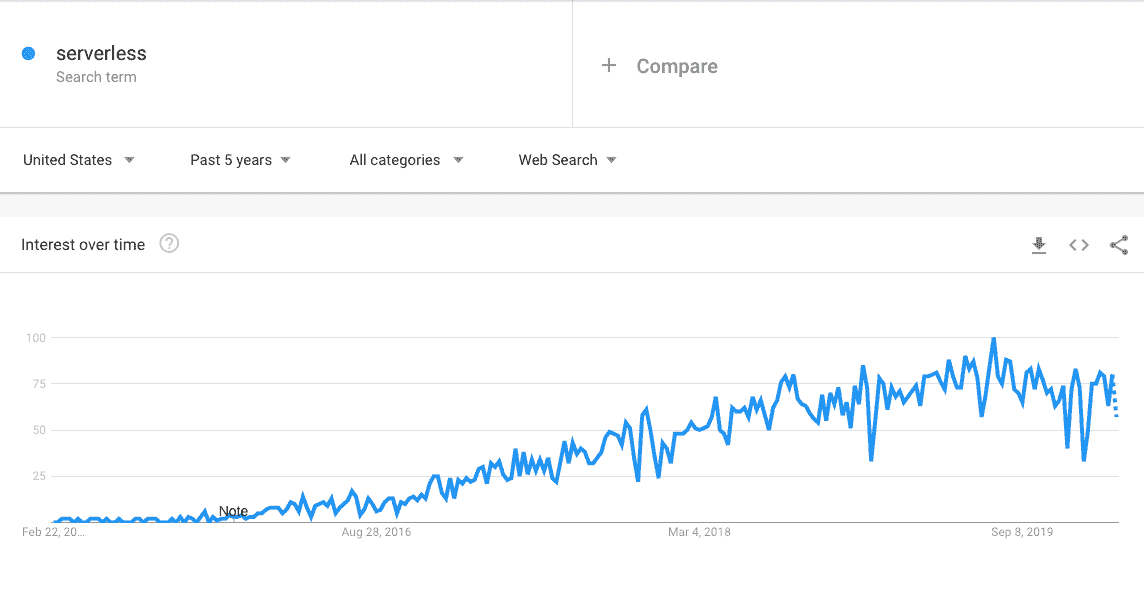 serverless
Search term
+ Compare
United States
Past 5 years
All categories
Web Search
Interest over time
?
100
75
50
25
Note
Feb 22, 20...
Aug 28, 2016
Mar 4, 2018
Sep 8, 2019